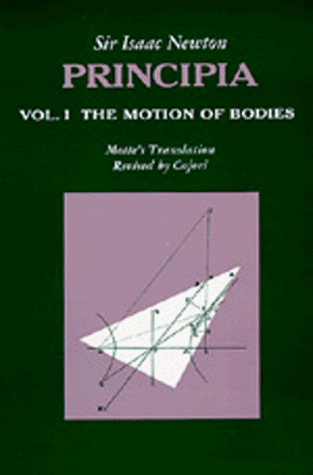 Sir Isaac Newton
PRINCIPIA
VOL. I THE MOTION OF BODIES
Motte's Translation
Revised by Cajori